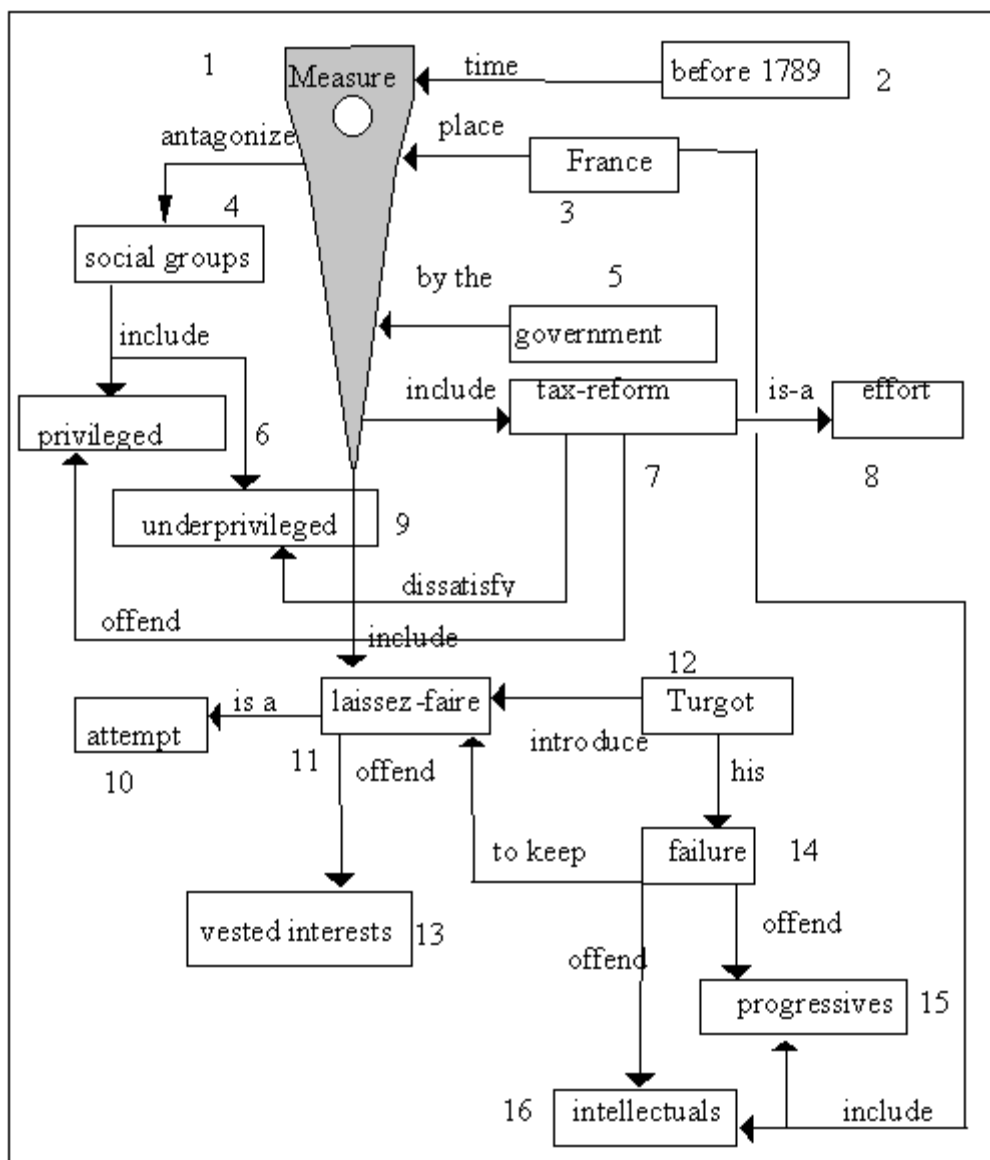 1
Measure
time
before 1789
2
antagonize
place
France
3
4
social groups
by the
5
government
include
include
tax-reform
is-a
effort
privileged
6
7
8
underprivileged
9
dissatisfy
offend
include
12
is a
laissez-faire
Turgot
attempt
introduce
10
11
offend
his
to keep
failure
14
vested interests
13
offend
offend
progressives
15
16
intellectuals
include